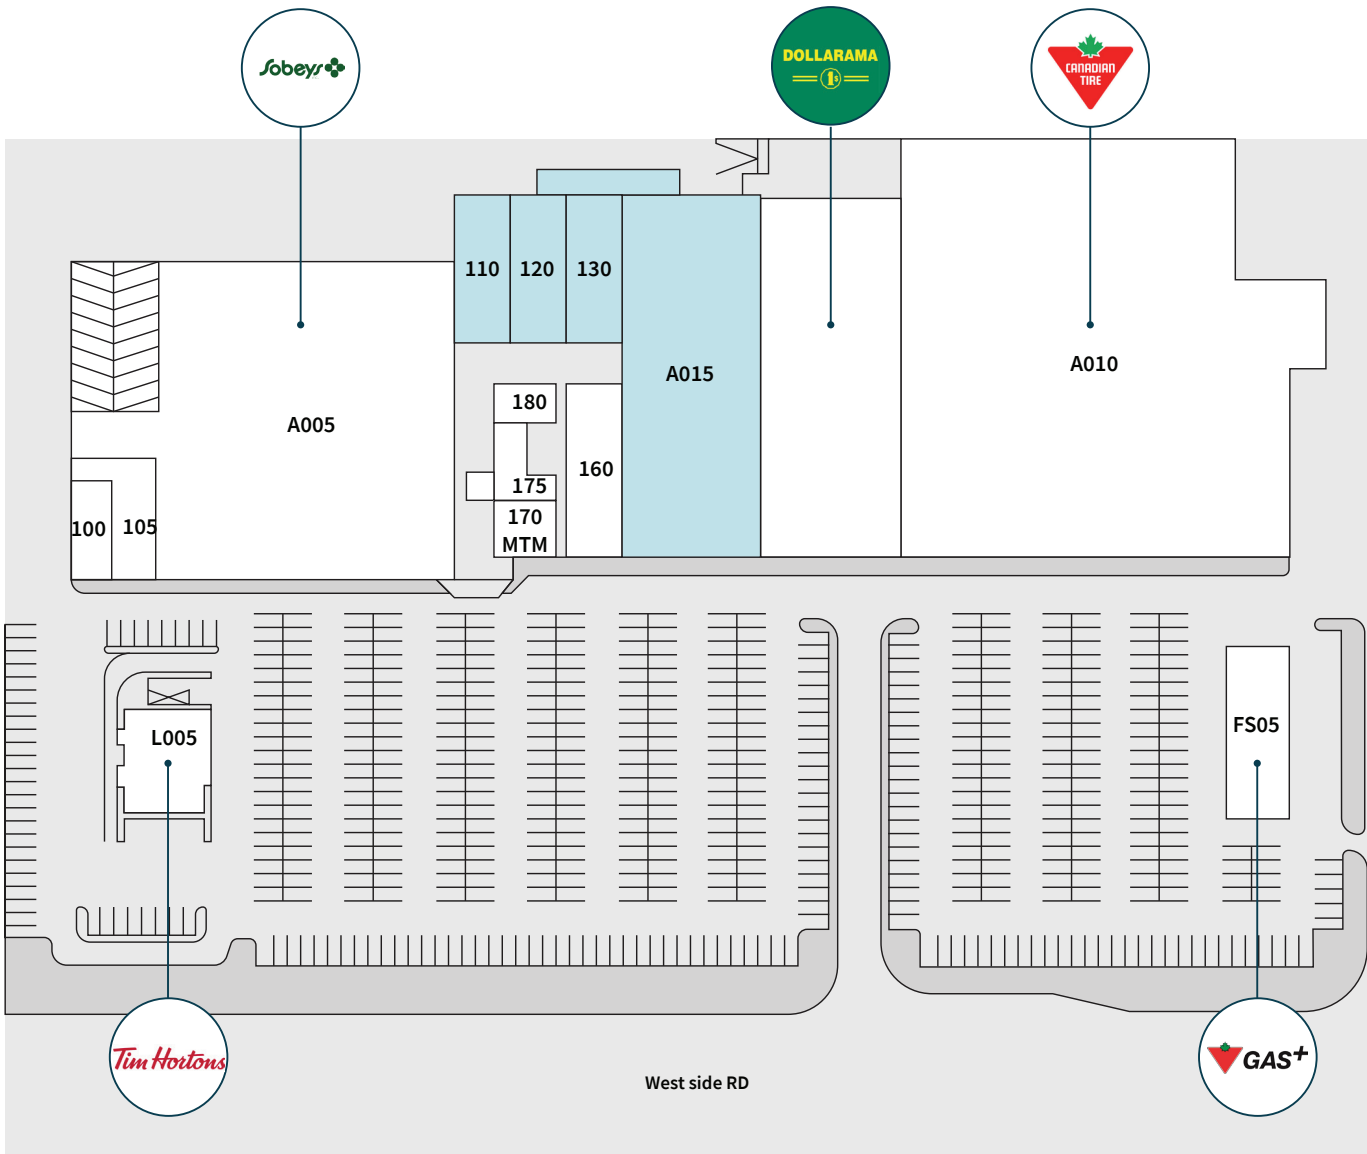 Sobeys
DOLLARAMA
1$
CANADIAN
TIRE
110
120
130
A015
A010
A005
180
160
175
170
MTM
100
105
L005
FS05
Tim Hortons
GAS+
West side RD